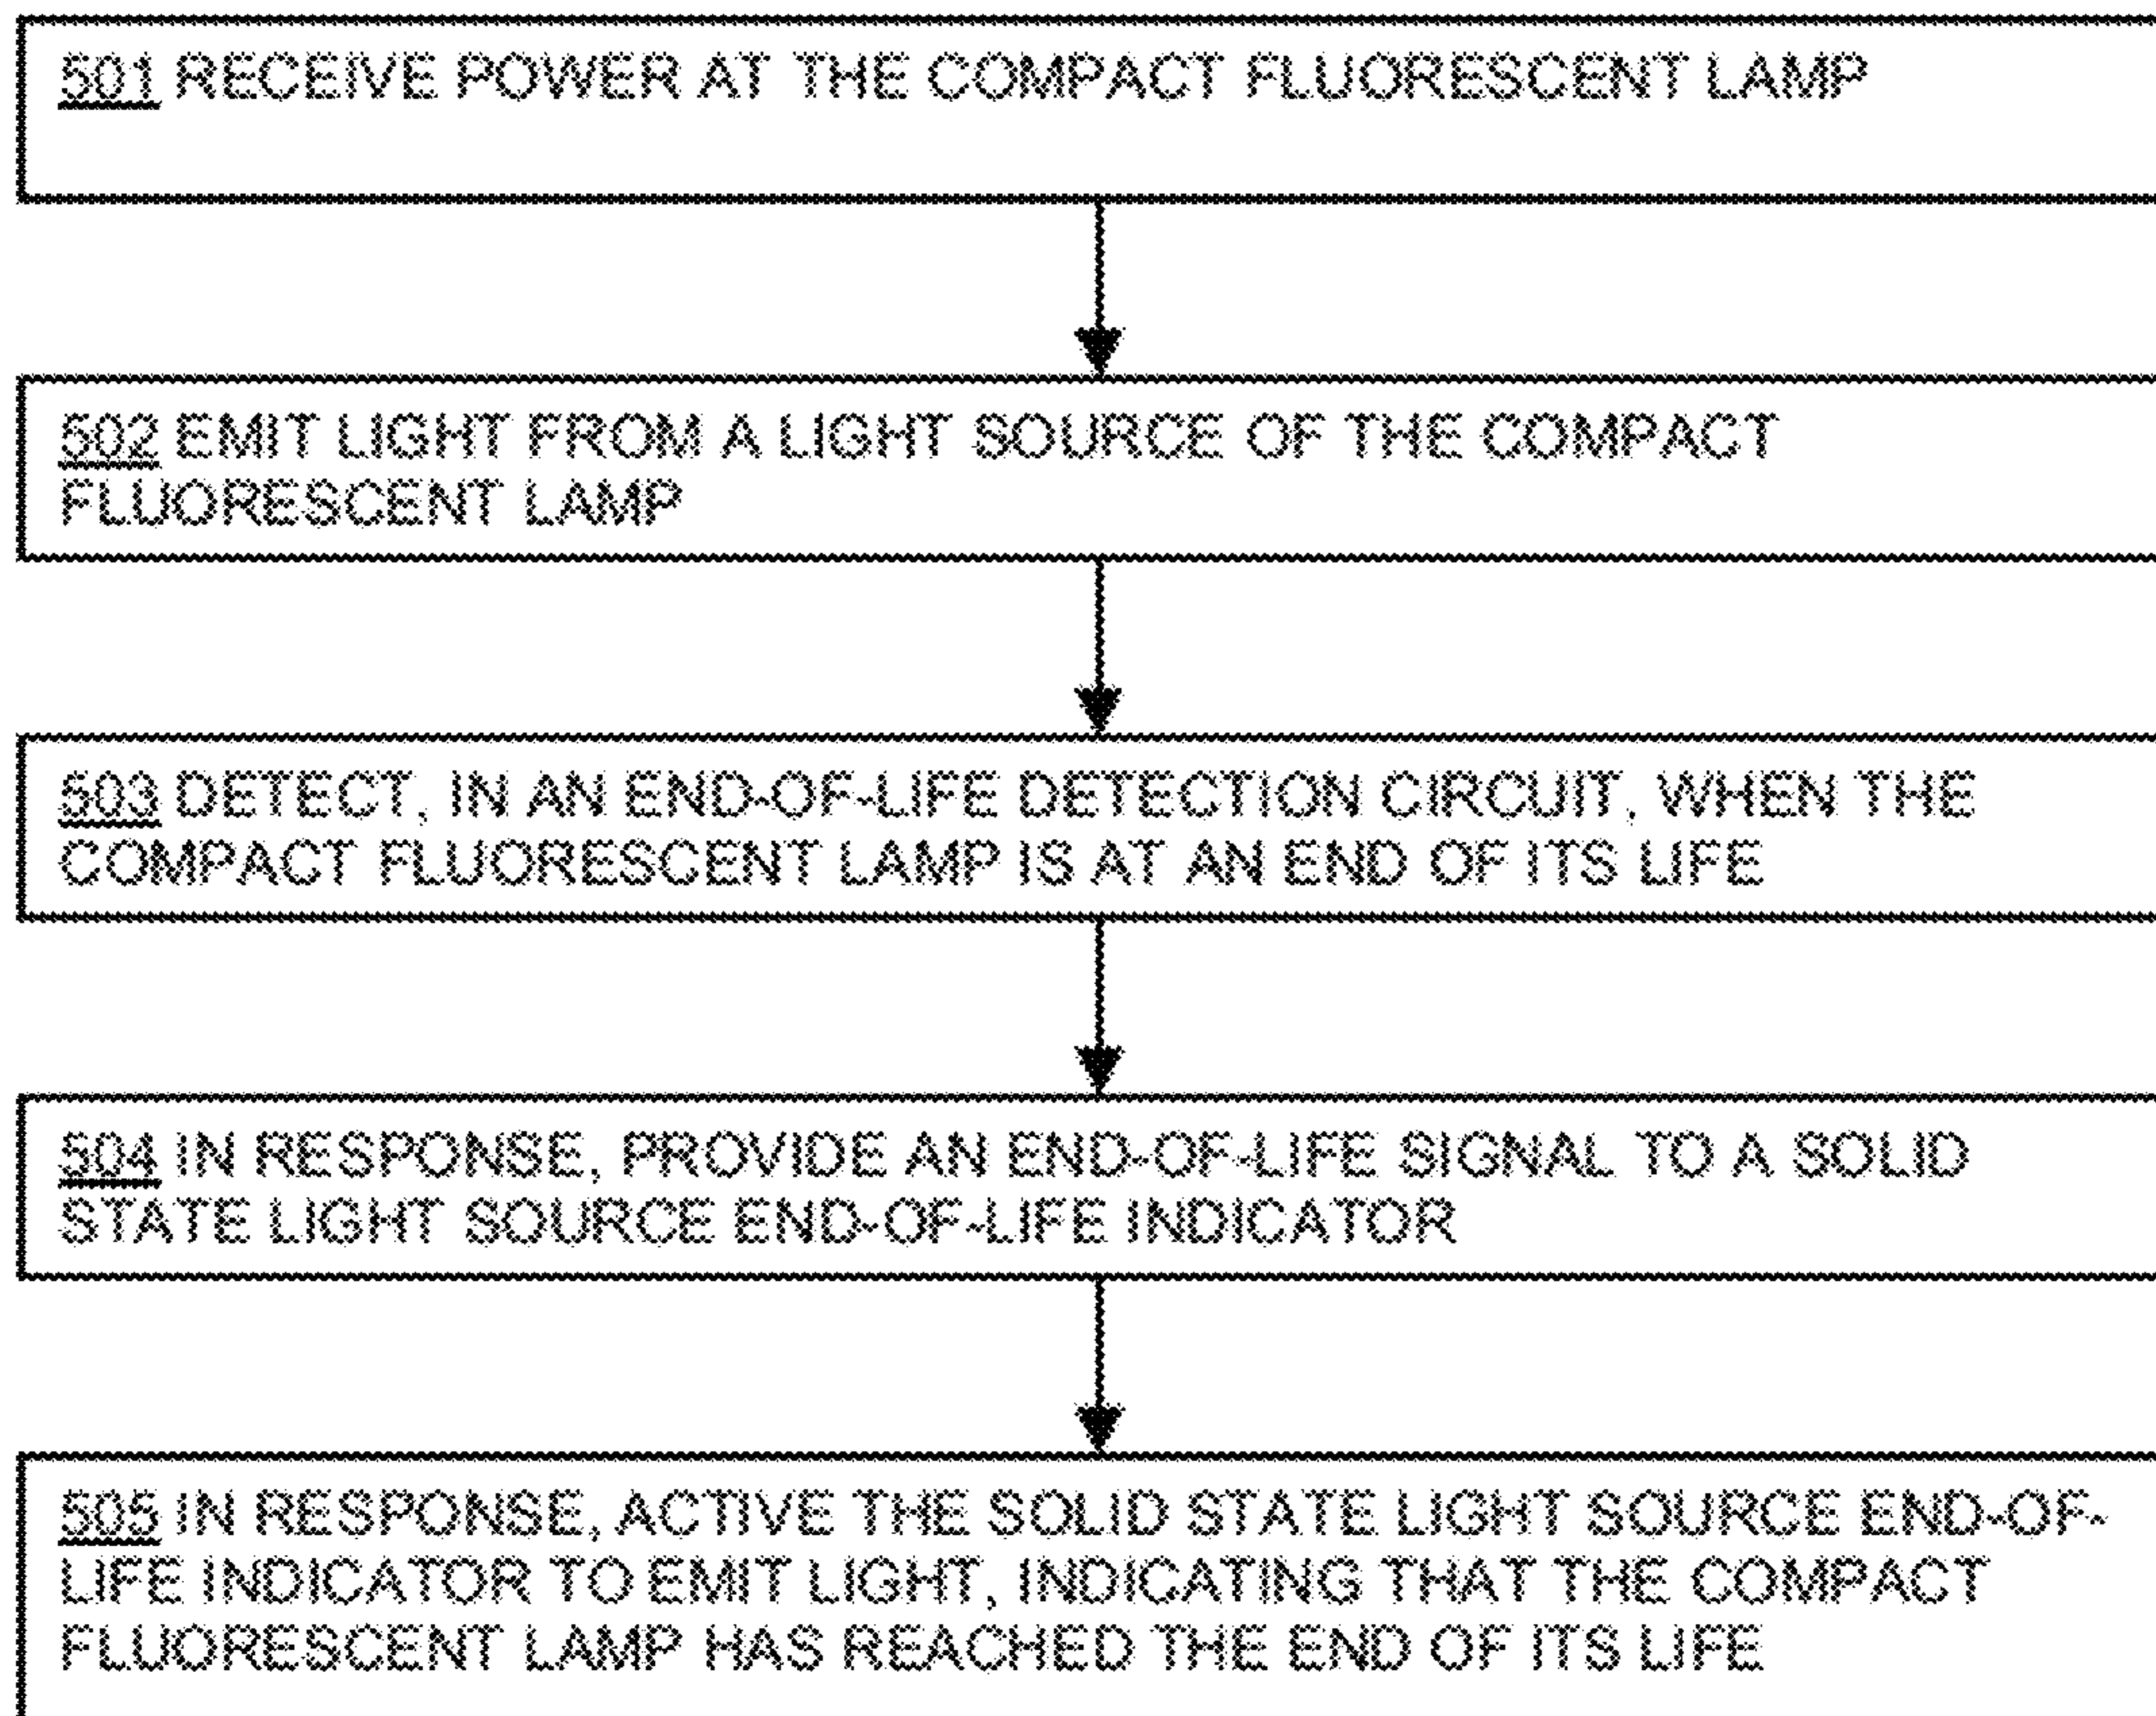 501 RECEIVE POWER AT THE COMPACT FLUORESCENT LAMP
502 EMIT LIGHT FROM A LIGHT SOURCE OF THE COMPACT
FLUORESCENT LAMP
503 DETECT, IN AN END-OF-LIFE DETECTION CIRCUIT, WHEN THE
COMPACT FLUORESCENT LAMP IS AT AN END OF ITS LIFE
504 IN RESPONSE, PROVIDE AN END-OF-LIFE SIGNAL TO A SOLID
STATE LIGHT SOURCE END-OF-LIFE INDICATOR
505 IN RESPONSE, ACTIVE THE SOLID STATE LIGHT SOURCE END-OF-
LIFE INDICATOR TO EMIT LIGHT, INDICATING THAT THE COMPACT
FLUORESCENT LAMP HAS REACHED THE END OF ITS LIFE